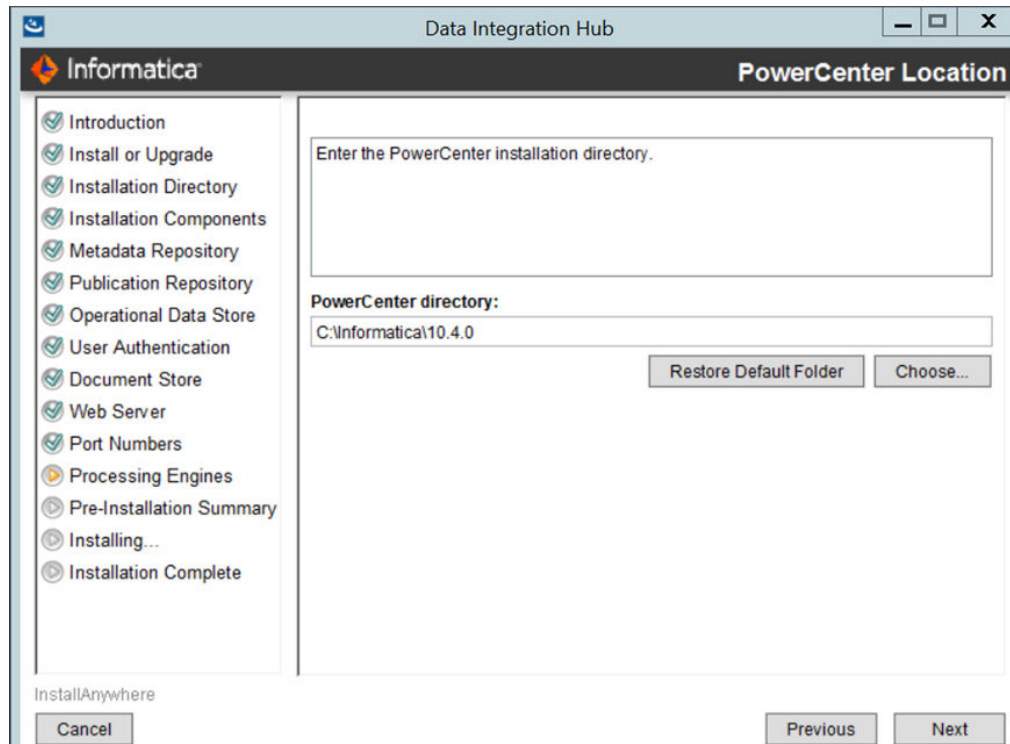 Data Integration Hub
Informatica
PowerCenter Location
Introduction
Install or Upgrade
Installation Directory
Installation Components
Metadata Repository
Publication Repository
Operational Data Store
User Authentication
Document Store
Web Server
Port Numbers
Processing Engines
Pre-Installation Summary
Installing...
Installation Complete
Enter the PowerCenter installation directory.
PowerCenter directory:
C:\Informatica\10.4.0
Restore Default Folder
Choose...
InstallAnywhere
Cancel
Previous
Next